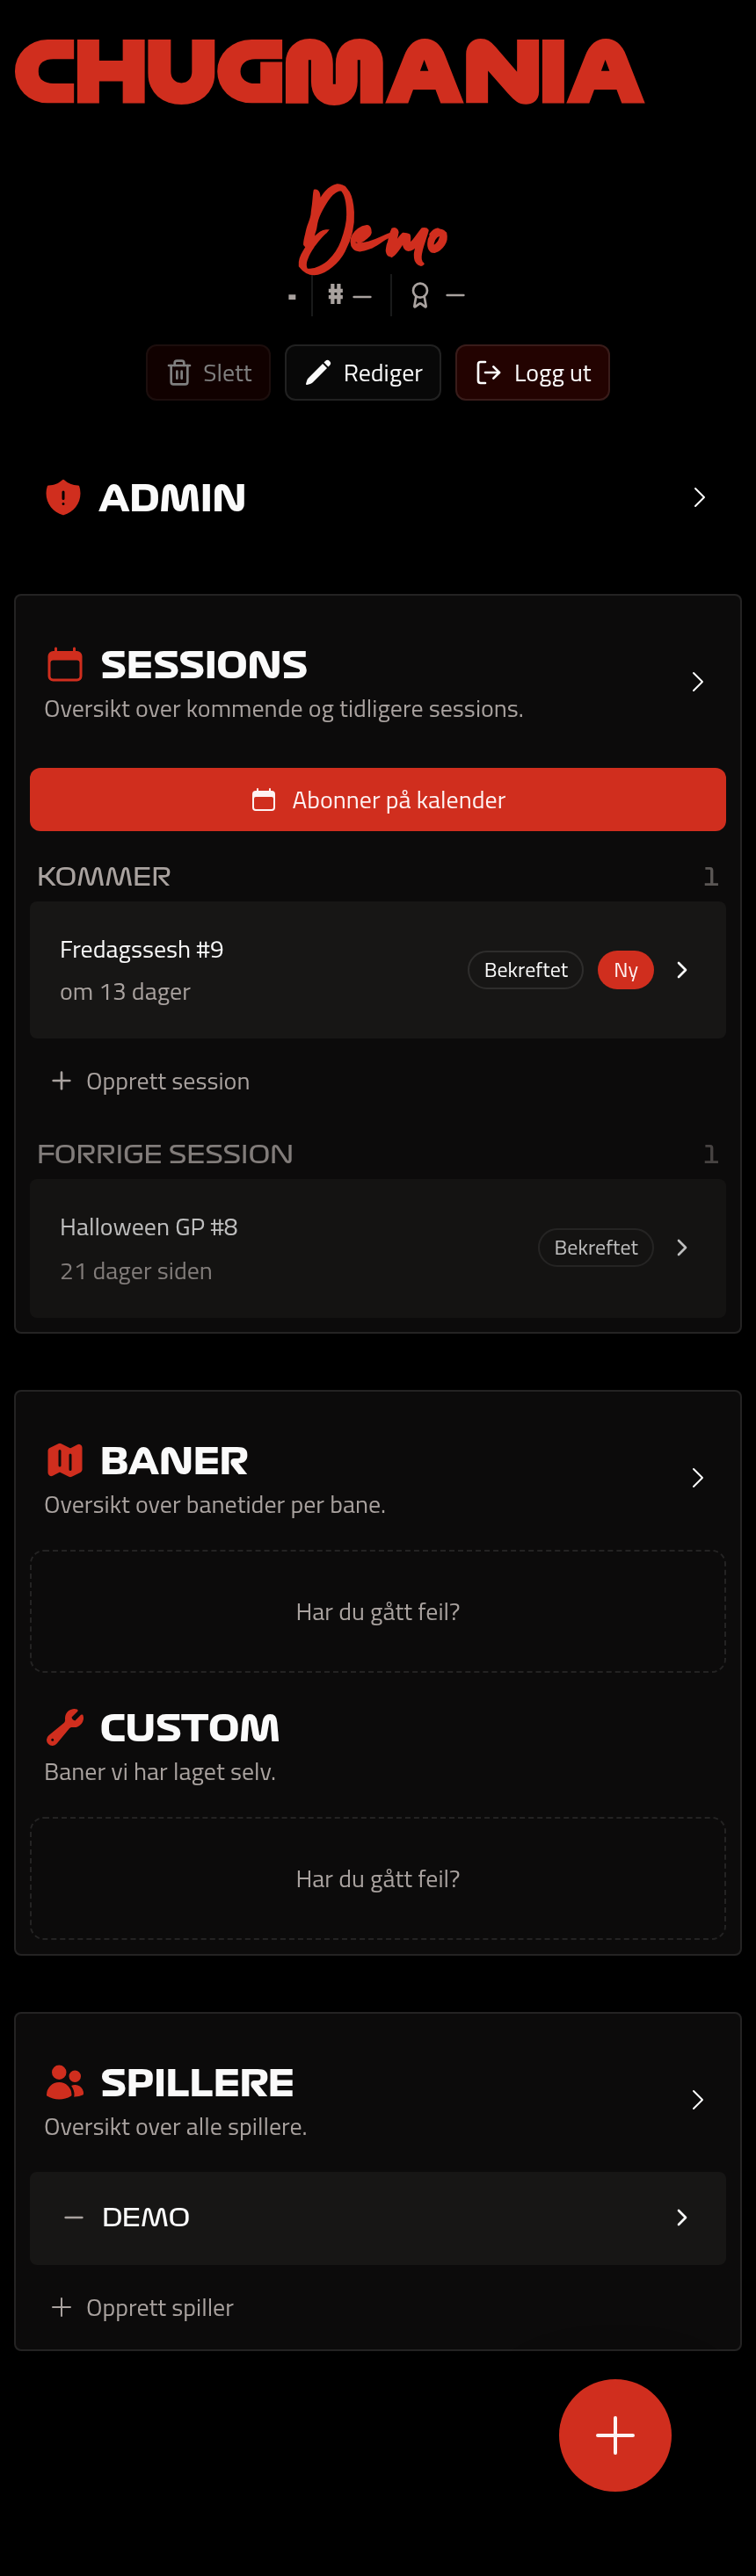 CHUGMANIA
Demo
- # — —
Slett Rediger Logg ut
ADMIN
SESSIONS
Oversikt over kommende og tidligere sessions.
Abonner på kalender
KOMMER 1
Fredagssesh #9
Bekreftet Ny
om 13 dager
+ Opprett session
FORRIGE SESSION 1
Halloween GP #8
Bekreftet
21 dager siden
BANER
Oversikt over banetider per bane.
Har du gått feil?
CUSTOM
Baner vi har laget selv.
Har du gått feil?
SPILLERE
Oversikt over alle spillere.
— DEMO
+ Opprett spiller
+